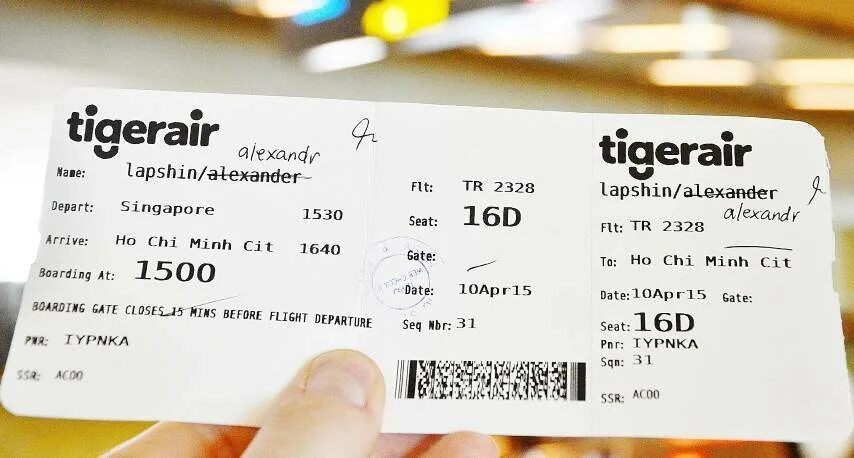 tigerair
alexandr
Name: lapshin/alexander
Depart: Singapore 1530
Arrive: Ho Chi Minh Cit 1640
Boarding At: 1500
BOARDING GATE CLOSES 15 MINS BEFORE FLIGHT DEPARTURE
PNR: IYPNKA
SSR: AC00
Flt: TR 2328
Seat: 16D
Gate:
Date: 10Apr15
Seq Nbr: 31
tigerair
lapshin/alexander
alexandr
Flt: TR 2328
To: Ho Chi Minh Cit
Date: 10Apr15 Gate:
Seat: 16D
Pnr: IYPNKA
Sqn: 31
SSR: AC00